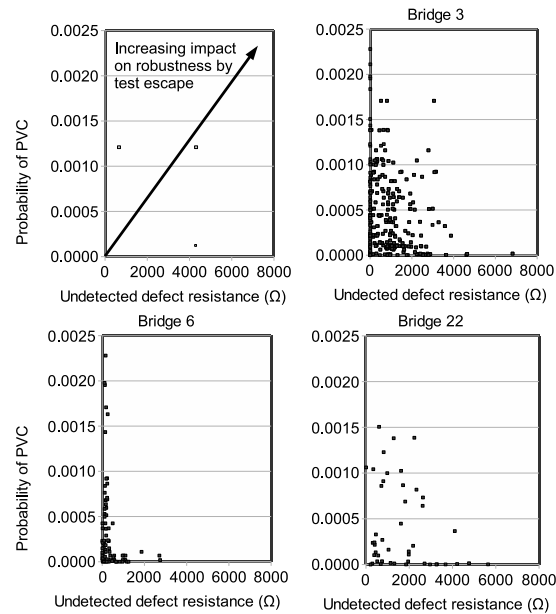 0.0025
0.0020
0.0015
0.0010
0.0005
0.0000
Probability of PVC
Increasing impact
on robustness by
test escape
0 2000 4000 6000 8000
Undetected defect resistance (Ω)
Bridge 3
0.0025
0.0020
0.0015
0.0010
0.0005
0.0000
0 2000 4000 6000 8000
Undetected defect resistance (Ω)
Bridge 6
0.0025
0.0020
0.0015
0.0010
0.0005
0.0000
Probability of PVC
0 2000 4000 6000 8000
Undetected defect resistance (Ω)
Bridge 22
0.0025
0.0020
0.0015
0.0010
0.0005
0.0000
0 2000 4000 6000 8000
Undetected defect resistance (Ω)